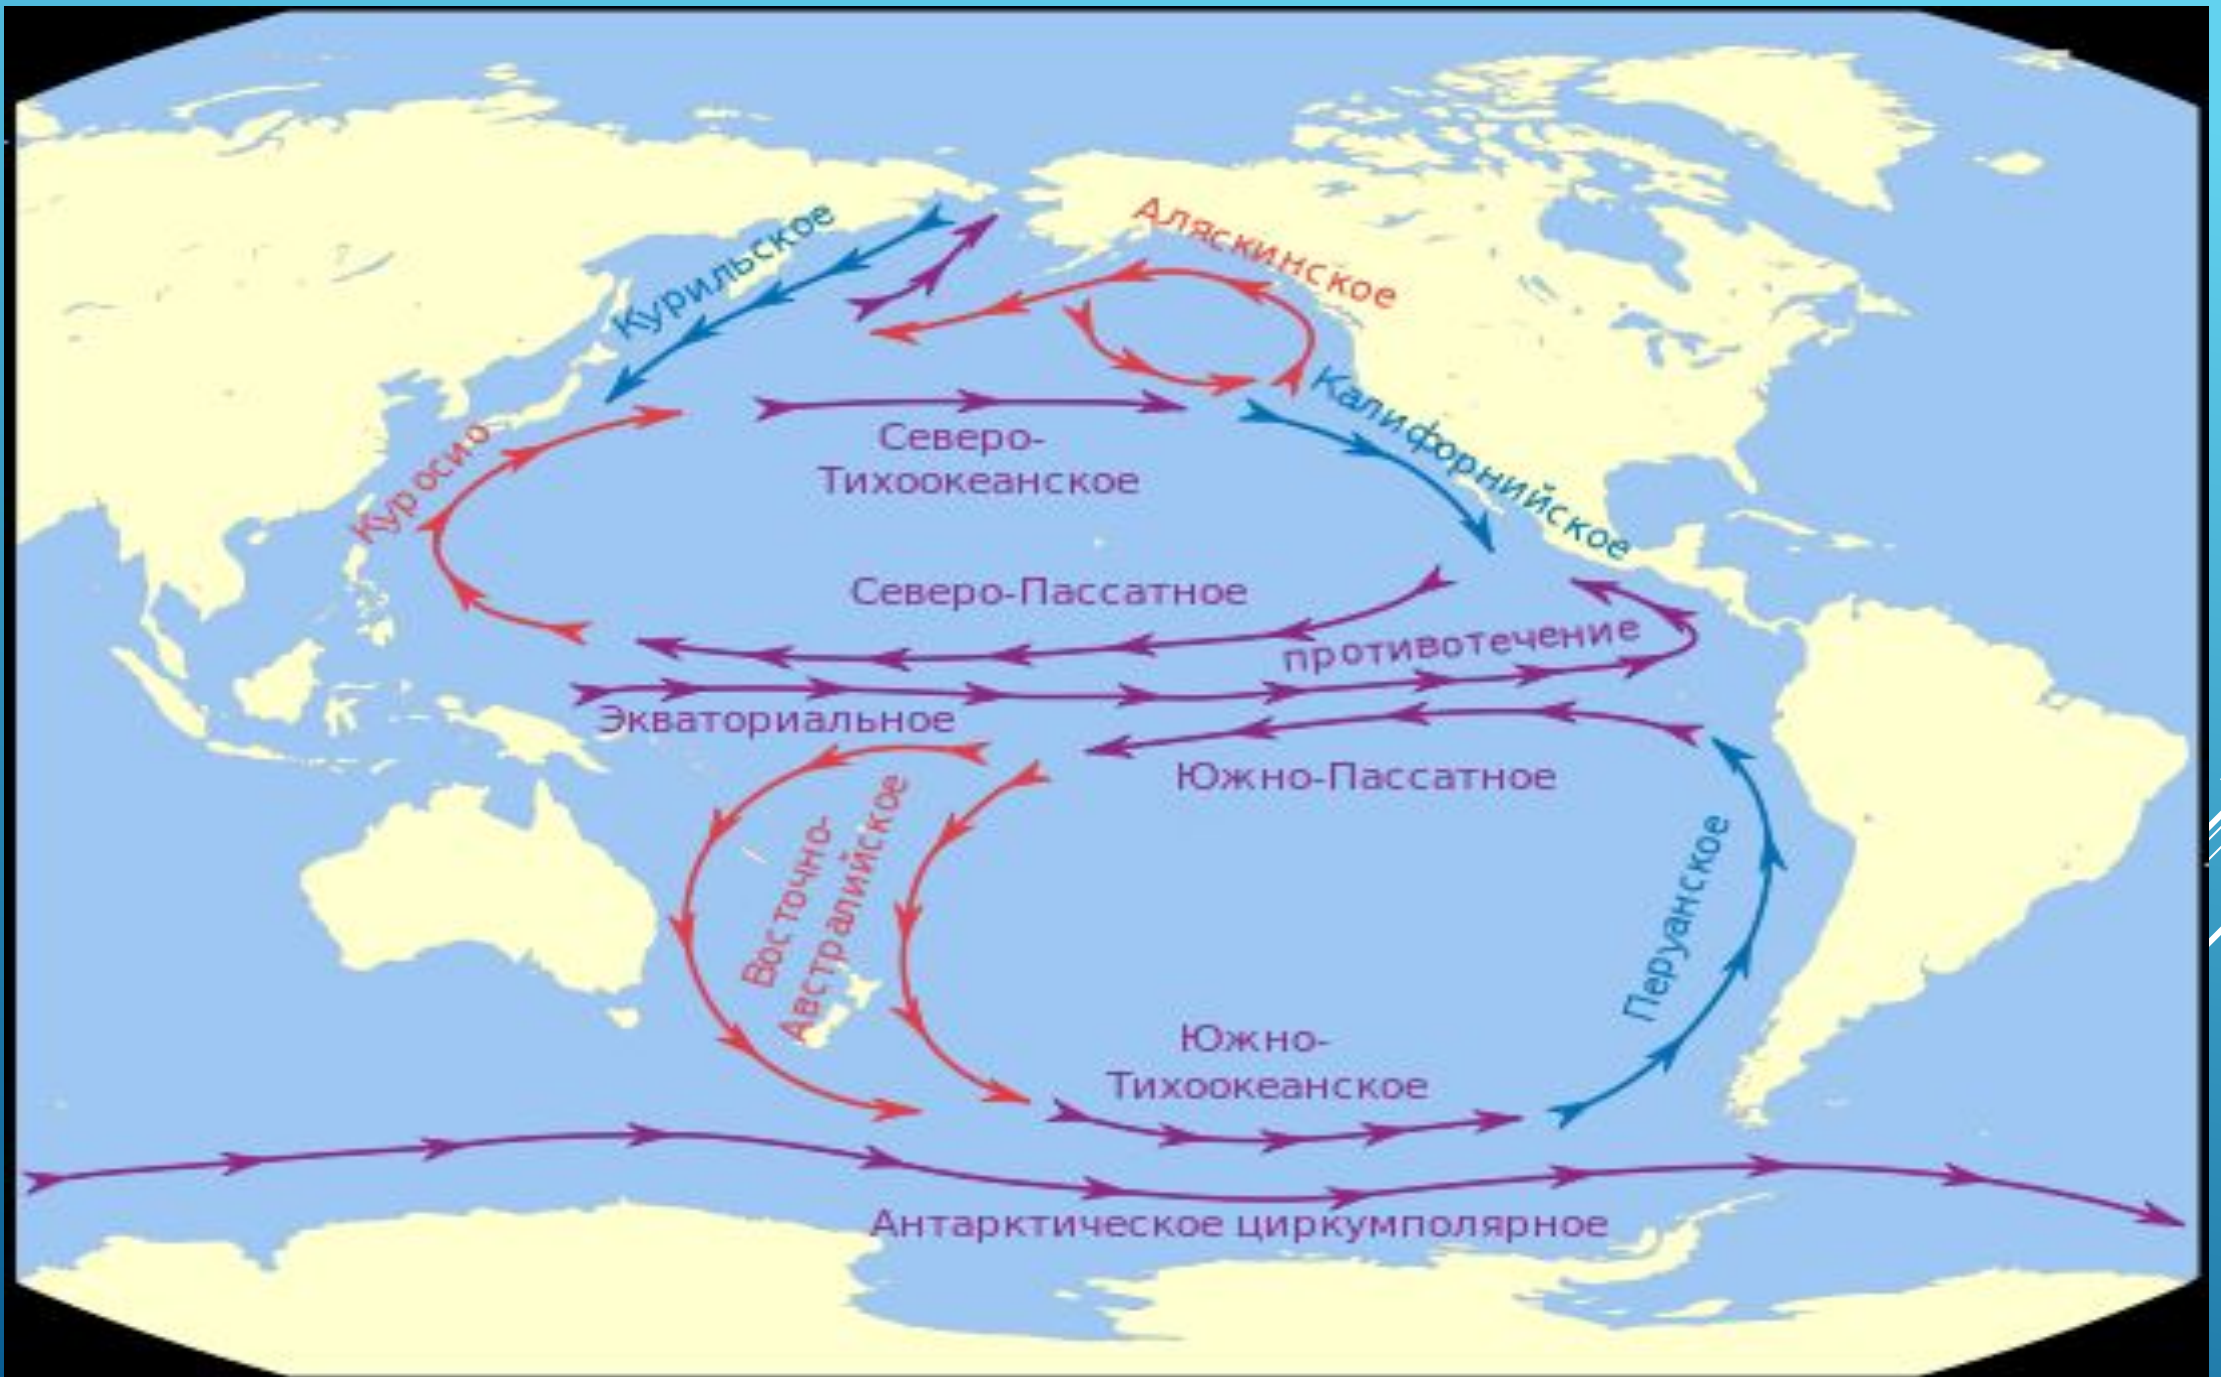 Курильское
Аляскинское
Калифорнийское
Куросио
Северо-
Тихоокеанское
Северо-Пассатное
противотечение
Экваториальное
Южно-Пассатное
Восточно-
Австралийское
Перуанское
Южно-
Тихоокеанское
Антарктическое циркумполярное